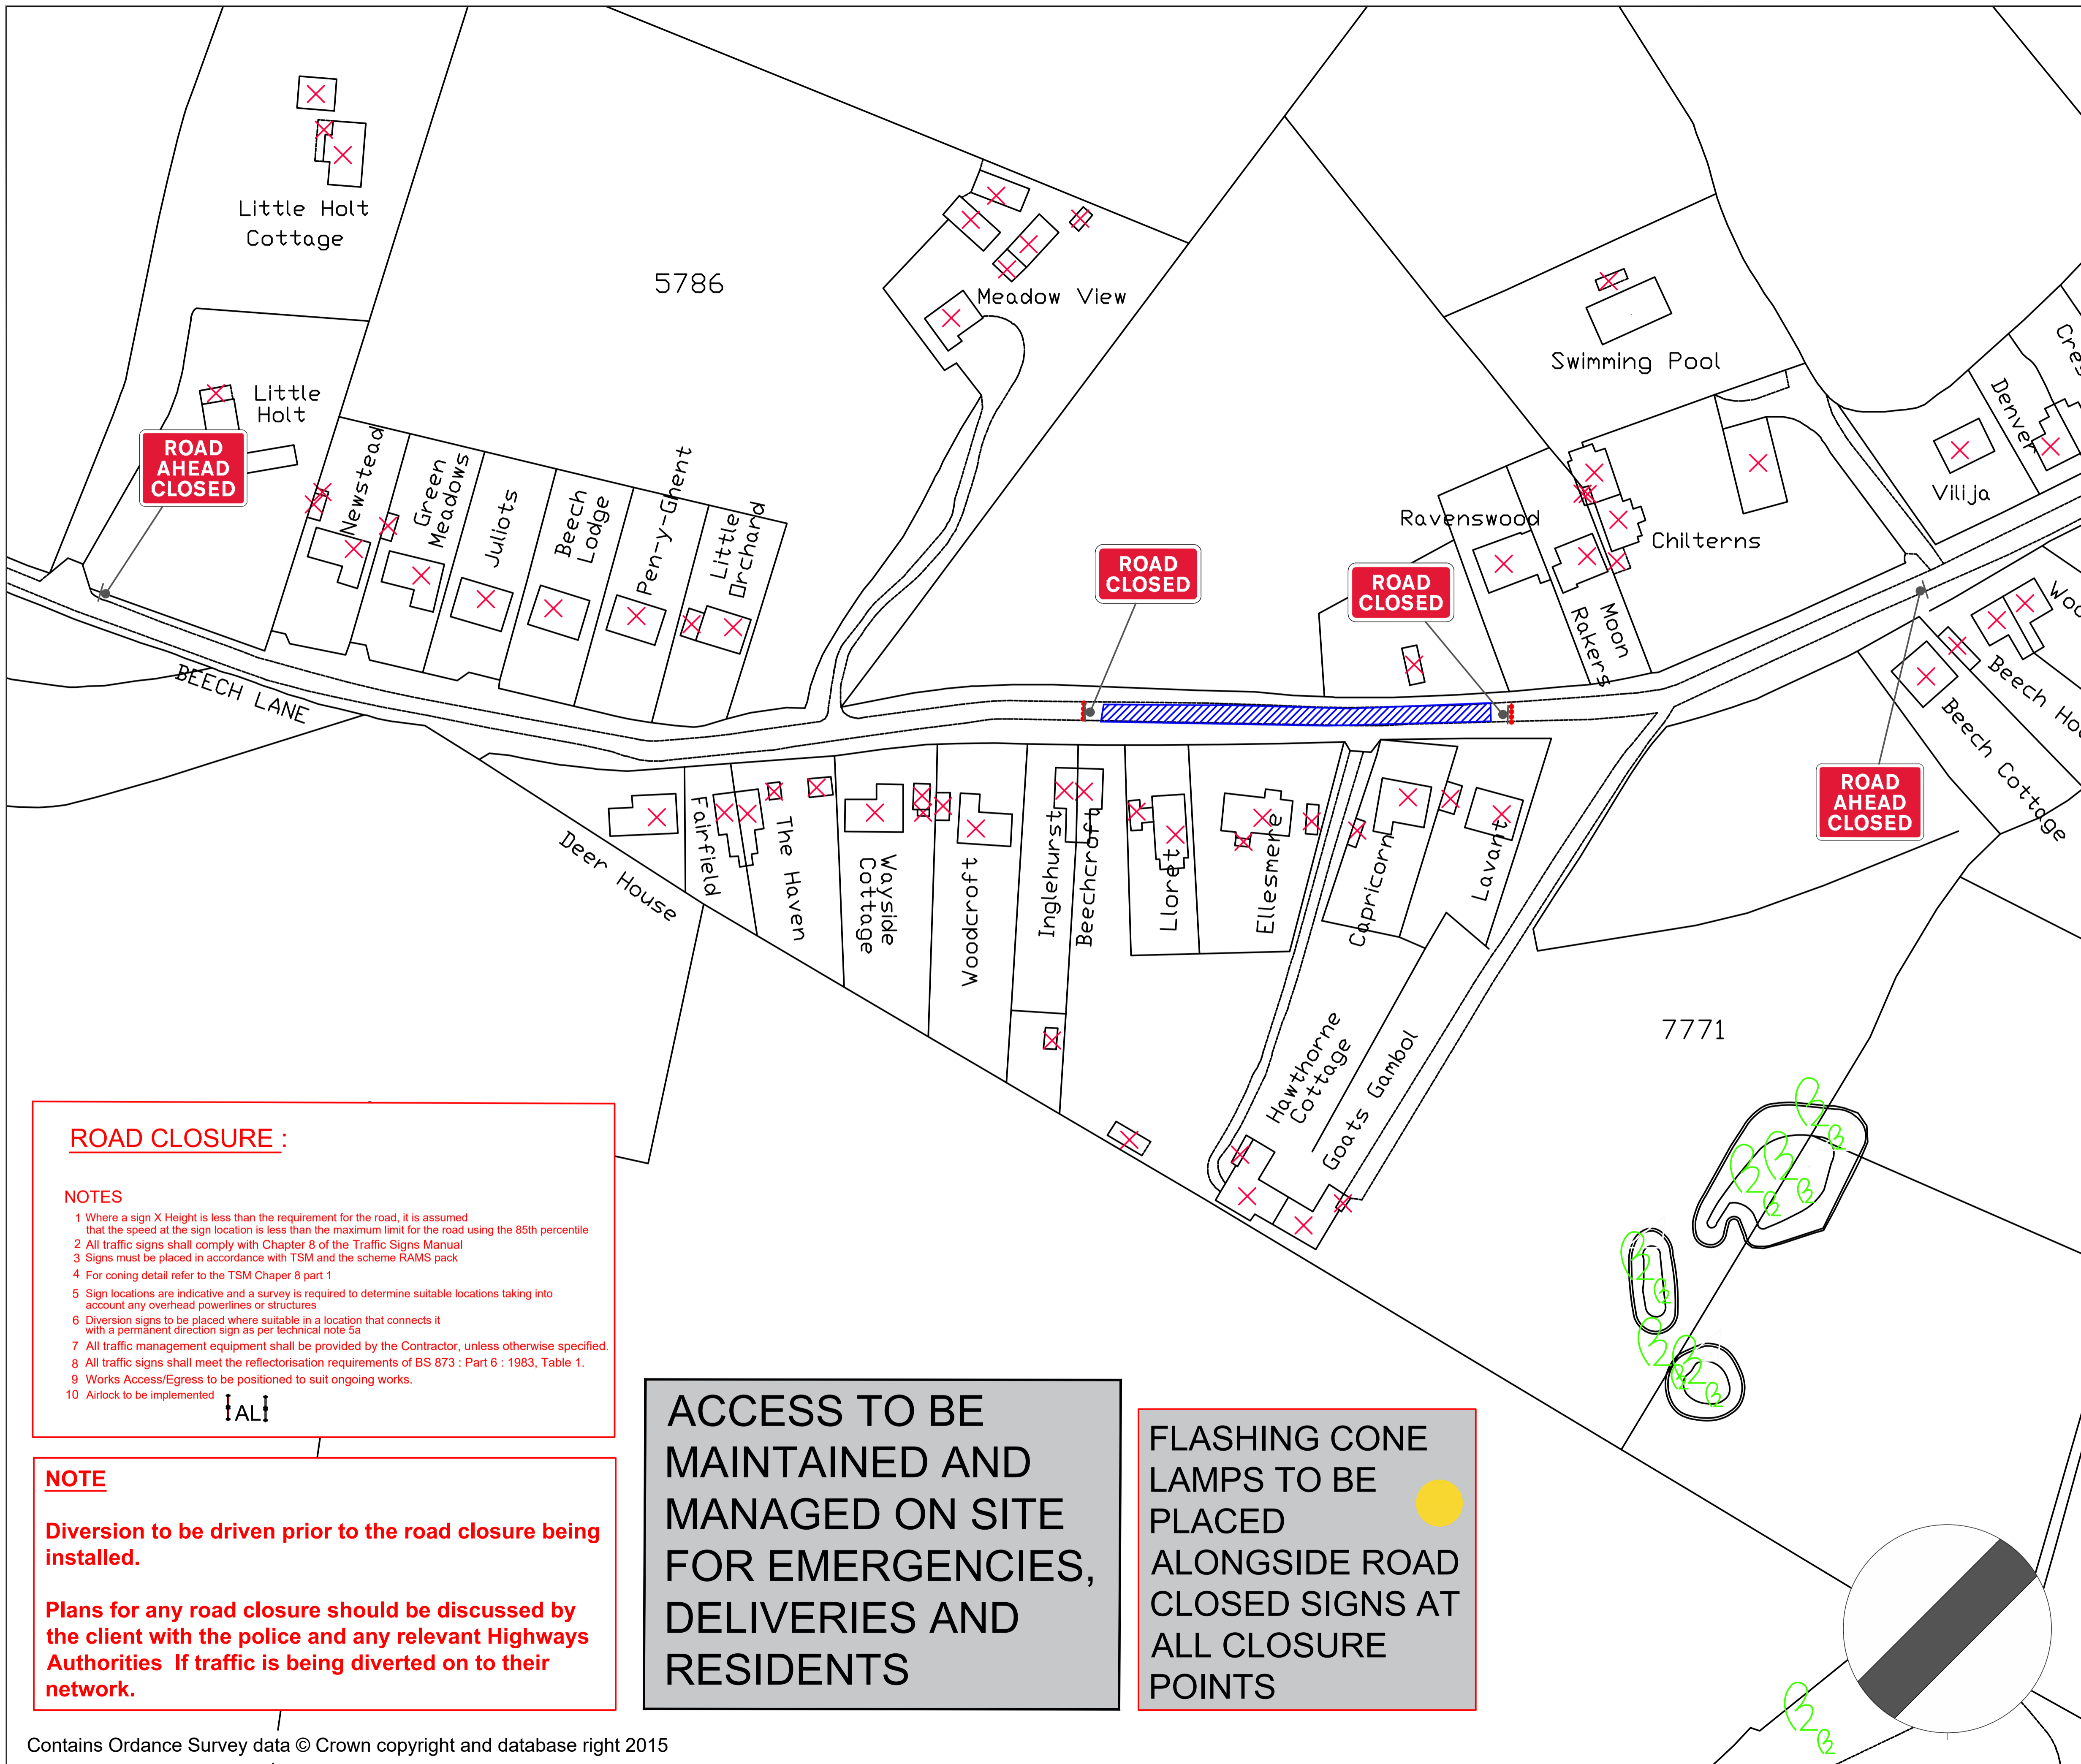 Little Holt
Cottage
5786
Meadow View
Swimming Pool
Little
Holt
ROAD
AHEAD
CLOSED
Newstead
Green
Meadows
Juliots
Beech
Lodge
Pen-y-Ghent
Little
Orchard
ROAD
CLOSED
ROAD
CLOSED
Ravenswood
Moon
Rakers
Chilterns
Vilija
Denver
BEECH LANE
ROAD
AHEAD
CLOSED
Beech Cottage
Beech
Deer House
Fairfield
The Haven
Wayside
Cottage
Woodcroft
Inglehurst
Beechcroft
Lloret
Ellesmere
Capricorn
Lavant
Hawthorne
Cottage
Goats Gambol
7771
ROAD CLOSURE :
NOTES
1 Where a sign X Height is less than the requirement for the road, it is assumed
that the speed at the sign location is less than the maximum limit for the road using the 85th percentile
2 All traffic signs shall comply with Chapter 8 of the Traffic Signs Manual
3 Signs must be placed in accordance with TSM and the scheme RAMS pack
4 For coning detail refer to the TSM Chaper 8 part 1
5 Sign locations are indicative and a survey is required to determine suitable locations taking into
account any overhead powerlines or structures
6 Diversion signs to be placed where suitable in a location that connects it
with a permanent direction sign as per technical note 5a
7 All traffic management equipment shall be provided by the Contractor, unless otherwise specified.
8 All traffic signs shall meet the reflectorisation requirements of BS 873 : Part 6 : 1983, Table 1.
9 Works Access/Egress to be positioned to suit ongoing works.
10 Airlock to be implemented
AL
NOTE
Diversion to be driven prior to the road closure being
installed.
Plans for any road closure should be discussed by
the client with the police and any relevant Highways
Authorities If traffic is being diverted on to their
network.
ACCESS TO BE
MAINTAINED AND
MANAGED ON SITE
FOR EMERGENCIES,
DELIVERIES AND
RESIDENTS
FLASHING CONE
LAMPS TO BE
PLACED
ALONGSIDE ROAD
CLOSED SIGNS AT
ALL CLOSURE
POINTS
Contains Ordance Survey data © Crown copyright and database right 2015